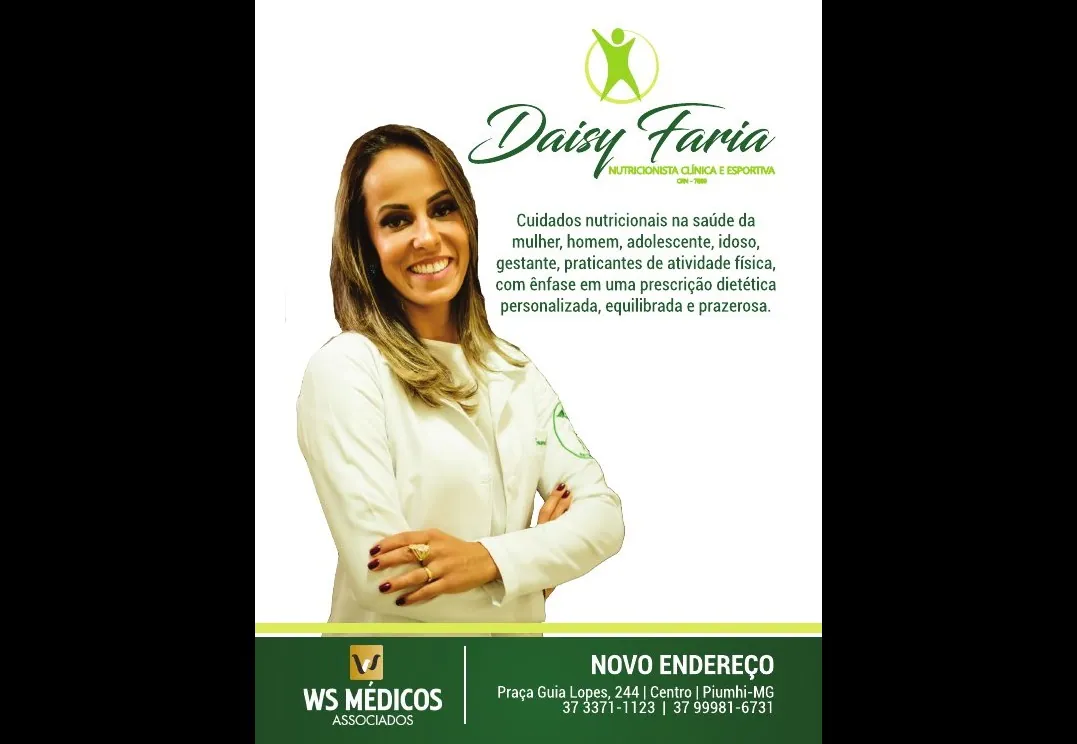 Daisy Faria
NUTRICIONISTA CLÍNICA E ESPORTIVA
Cuidados nutricionais na saúde da
mulher, homem, adolescente, idoso,
gestante, praticantes de atividade física,
com ênfase em uma prescrição dietética
personalizada, equilibrada e prazerosa.
WS MÉDICOS
ASSOCIADOS
NOVO ENDEREÇO
Praça Guia Lopes, 244 | Centro | Piumhi-MG
37 3371-1123 | 37 99981-6731